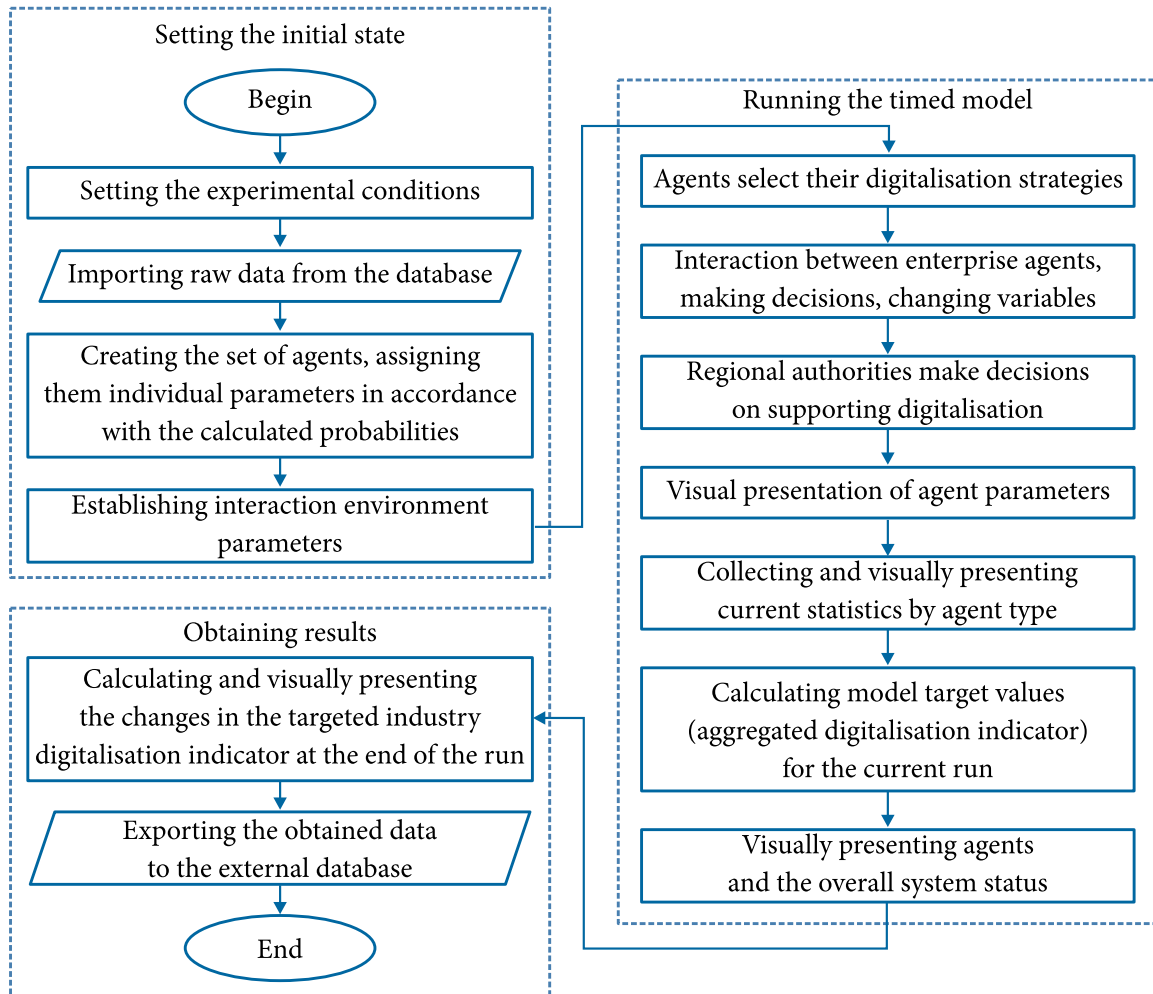 Setting the initial state
Begin
Setting the experimental conditions
Importing raw data from the database
Creating the set of agents, assigning
them individual parameters in accordance
with the calculated probabilities
Establishing interaction environment
parameters
Running the timed model
Agents select their digitalisation strategies
Interaction between enterprise agents,
making decisions, changing variables
Regional authorities make decisions
on supporting digitalisation
Visual presentation of agent parameters
Collecting and visually presenting
current statistics by agent type
Calculating model target values
(aggregated digitalisation indicator)
for the current run
Visually presenting agents
and the overall system status
Obtaining results
Calculating and visually presenting
the changes in the targeted industry
digitalisation indicator at the end of the run
Exporting the obtained data
to the external database
End